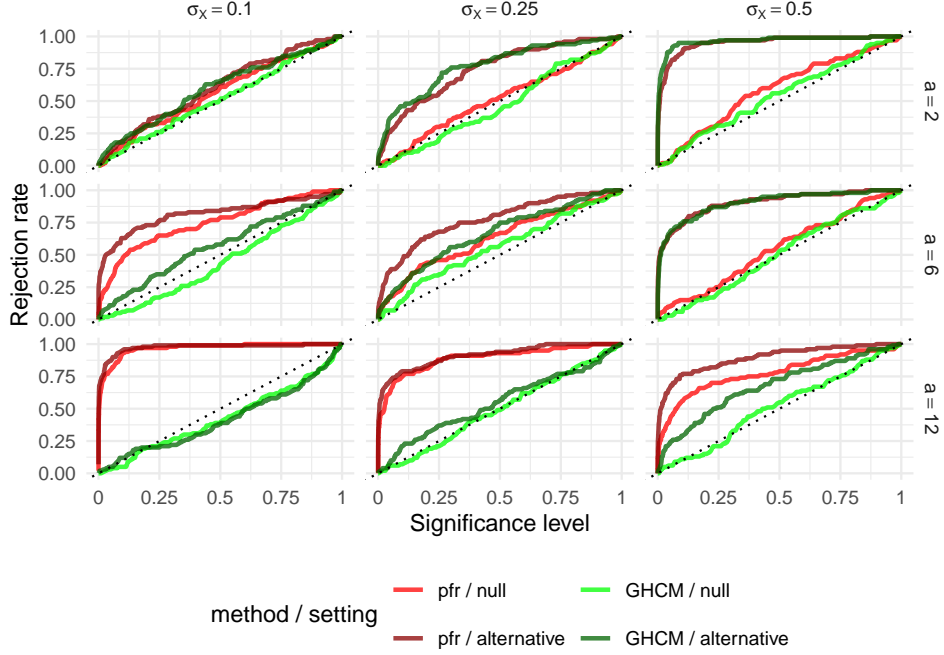 σX = 0.1 σX = 0.25 σX = 0.5
1.00
0.75
0.50
0.25
0.00
a = 2
1.00
0.75
0.50
0.25
0.00
a = 6
1.00
0.75
0.50
0.25
0.00
a = 12
Rejection rate
0 0.25 0.50 0.75 1 0 0.25 0.50 0.75 1 0 0.25 0.50 0.75 1
Significance level
method / setting
pfr / null GHCM / null
pfr / alternative GHCM / alternative